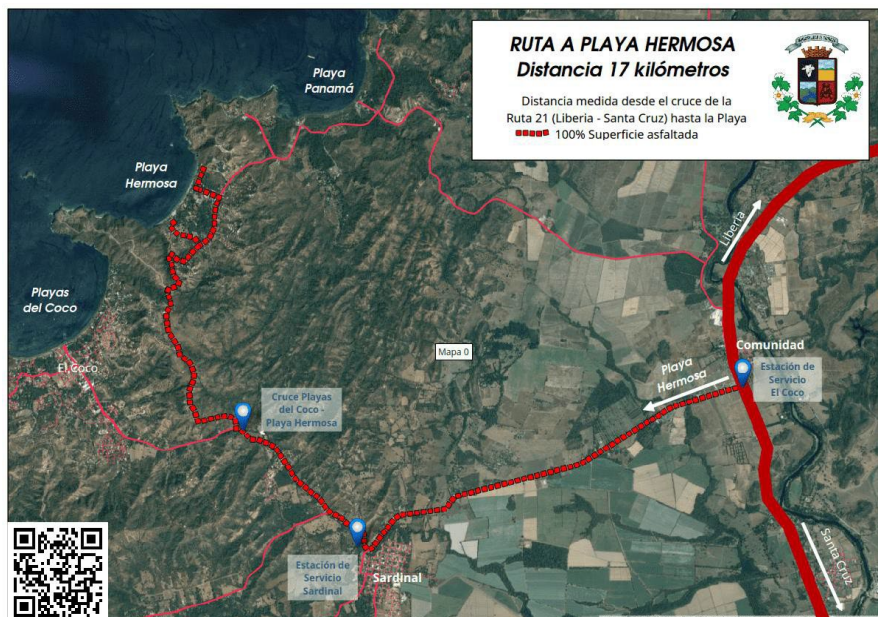 RUTA A PLAYA HERMOSA
Distancia 17 kilómetros
Distancia medida desde el cruce de la
Ruta 21 (Liberia - Santa Cruz) hasta la Playa
100% Superficie asfaltada
Playa
Panamá
Playa
Hermosa
Playas
del Coco
El Coco
Liberia
Mapa 0
Comunidad
Playa
Hermosa
Estación de
Servicio
El Coco
Cruce Playas
del Coco -
Playa Hermosa
Estación de
Servicio
Sardinal
Sardinal
Santa Cruz